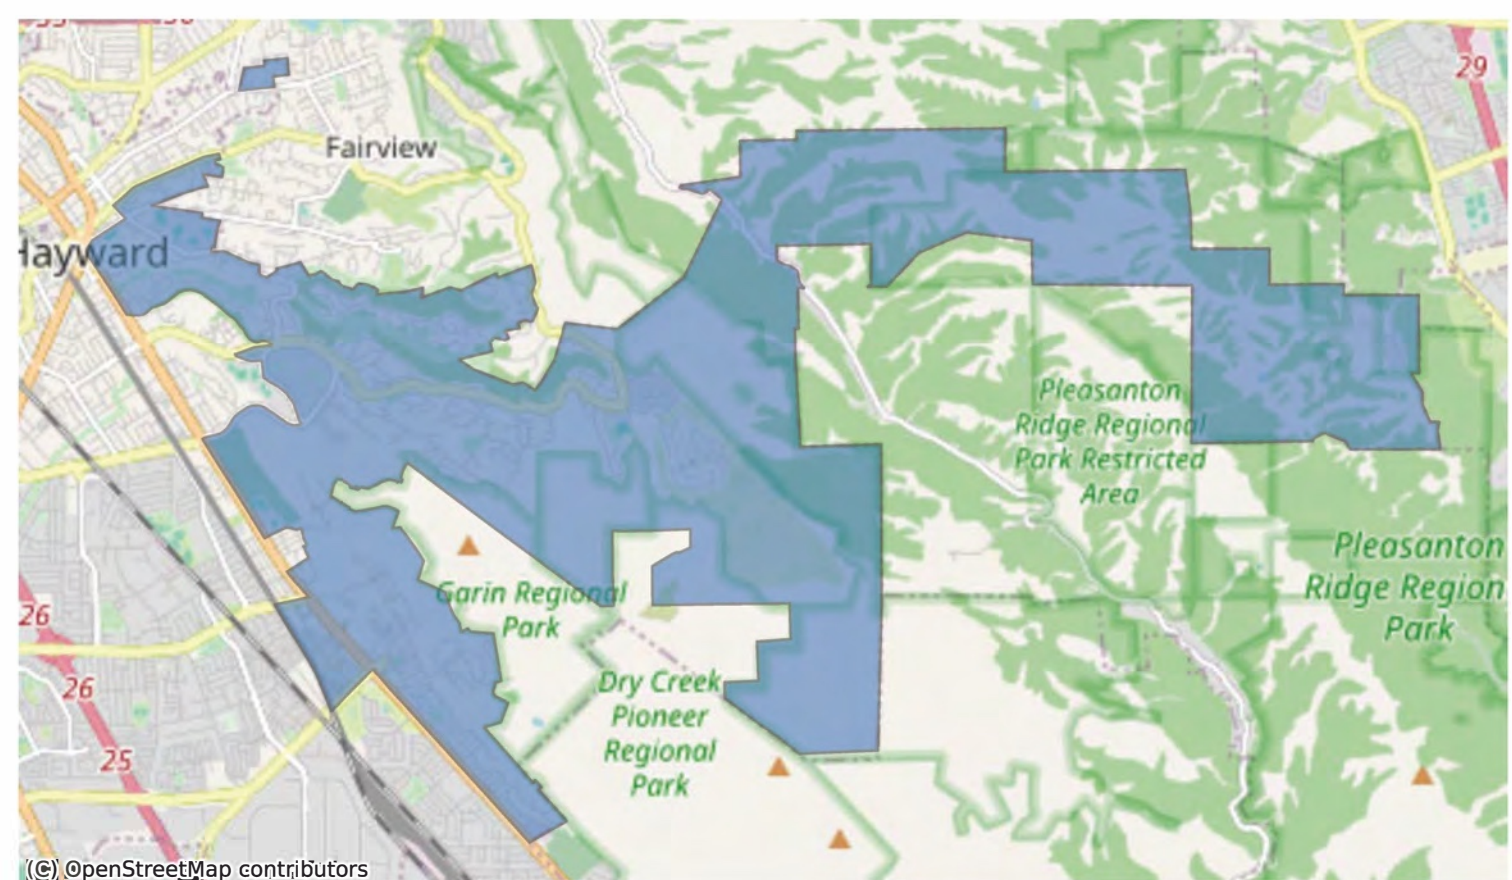 29
Fairview
Hayward
Pleasanton
Ridge Regional
Park Restricted
Area
Pleasanton
Ridge Region
Park
Garin Regional
Park
26
Dry Creek
Pioneer
Regional
Park
26
25
(C) OpenStreetMap contributors